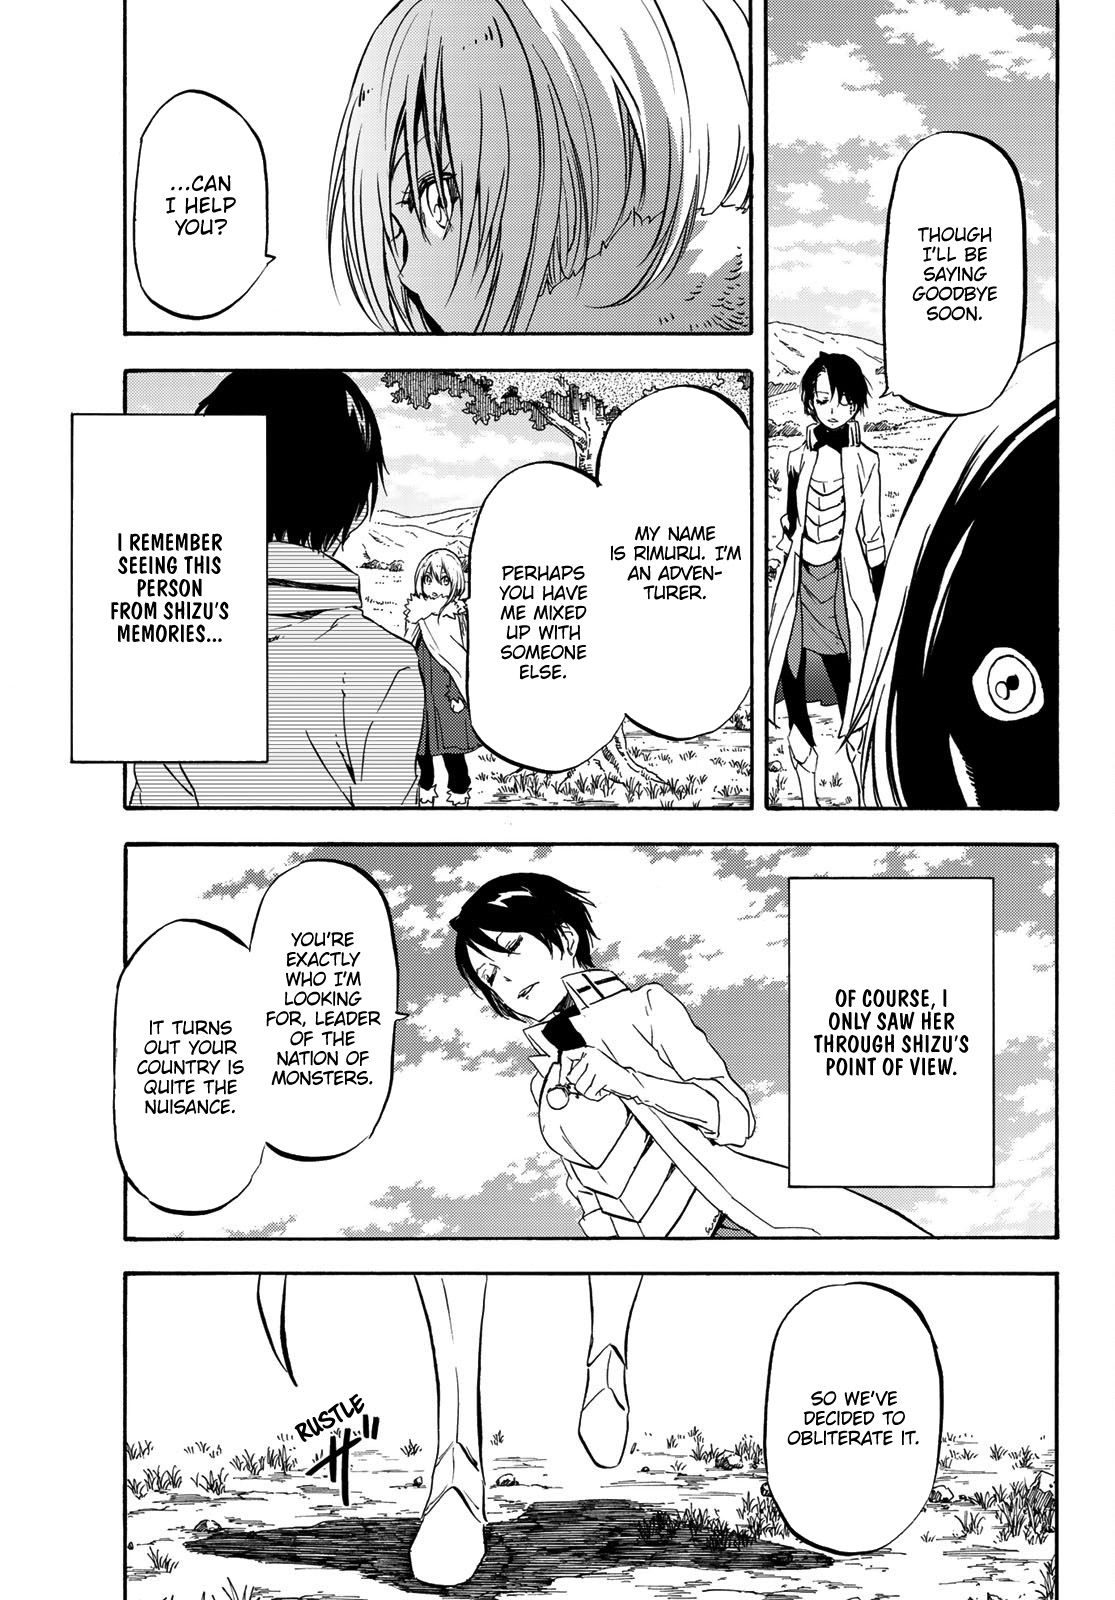 THOUGH
I'LL BE
SAYING
GOODBYE
SOON.
...CAN
I HELP
YOU?
MY NAME
IS RIMURU. I'M
AN ADVEN-
TURER.
PERHAPS
YOU HAVE
ME MIXED
UP WITH
SOMEONE
ELSE.
I REMEMBER
SEEING THIS
PERSON
FROM SHIZU'S
MEMORIES...
OF COURSE, I
ONLY SAW HER
THROUGH SHIZU'S
POINT OF VIEW.
YOU'RE
EXACTLY
WHO I'M
LOOKING
FOR, LEADER
OF THE
NATION OF
MONSTERS.
IT TURNS
OUT YOUR
COUNTRY IS
QUITE THE
NUISANCE.
SO WE'VE
DECIDED TO
OBLITERATE IT.
RUSTLE
ザッ